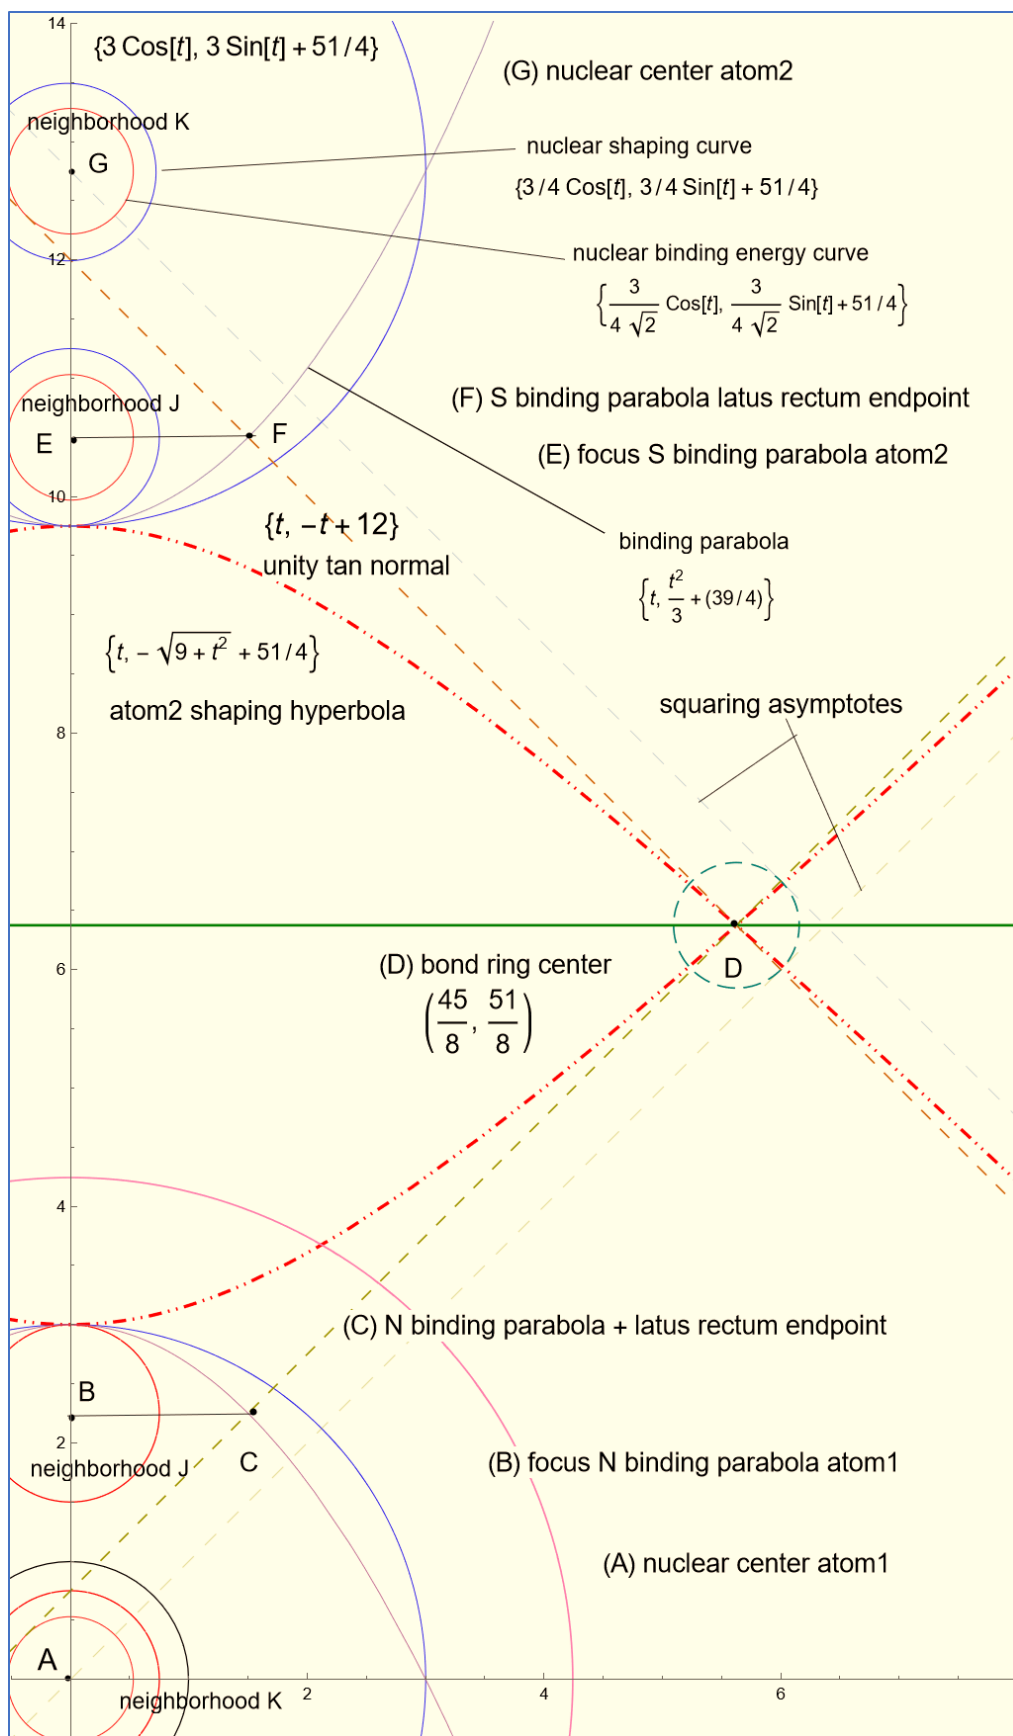 14
{3 Cos[t], 3 Sin[t] + 51/4}
(G) nuclear center atom2
neighborhood K
nuclear shaping curve
G
{3/4 Cos[t], 3/4 Sin[t] + 51/4}
12
nuclear binding energy curve
{3/(4 √2) Cos[t], 3/(4 √2) Sin[t] + 51/4}
neighborhood J
(F) S binding parabola latus rectum endpoint
E
F
(E) focus S binding parabola atom2
10
{t, −t + 12}
unity tan normal
binding parabola
{t, t²/3 + (39/4)}
{t, − √(9 + t²) + 51/4}
atom2 shaping hyperbola
squaring asymptotes
8
(D) bond ring center
D
6
(45/8, 51/8)
4
(C) N binding parabola + latus rectum endpoint
B
2
neighborhood J
C
(B) focus N binding parabola atom1
(A) nuclear center atom1
A
neighborhood K
2
4
6